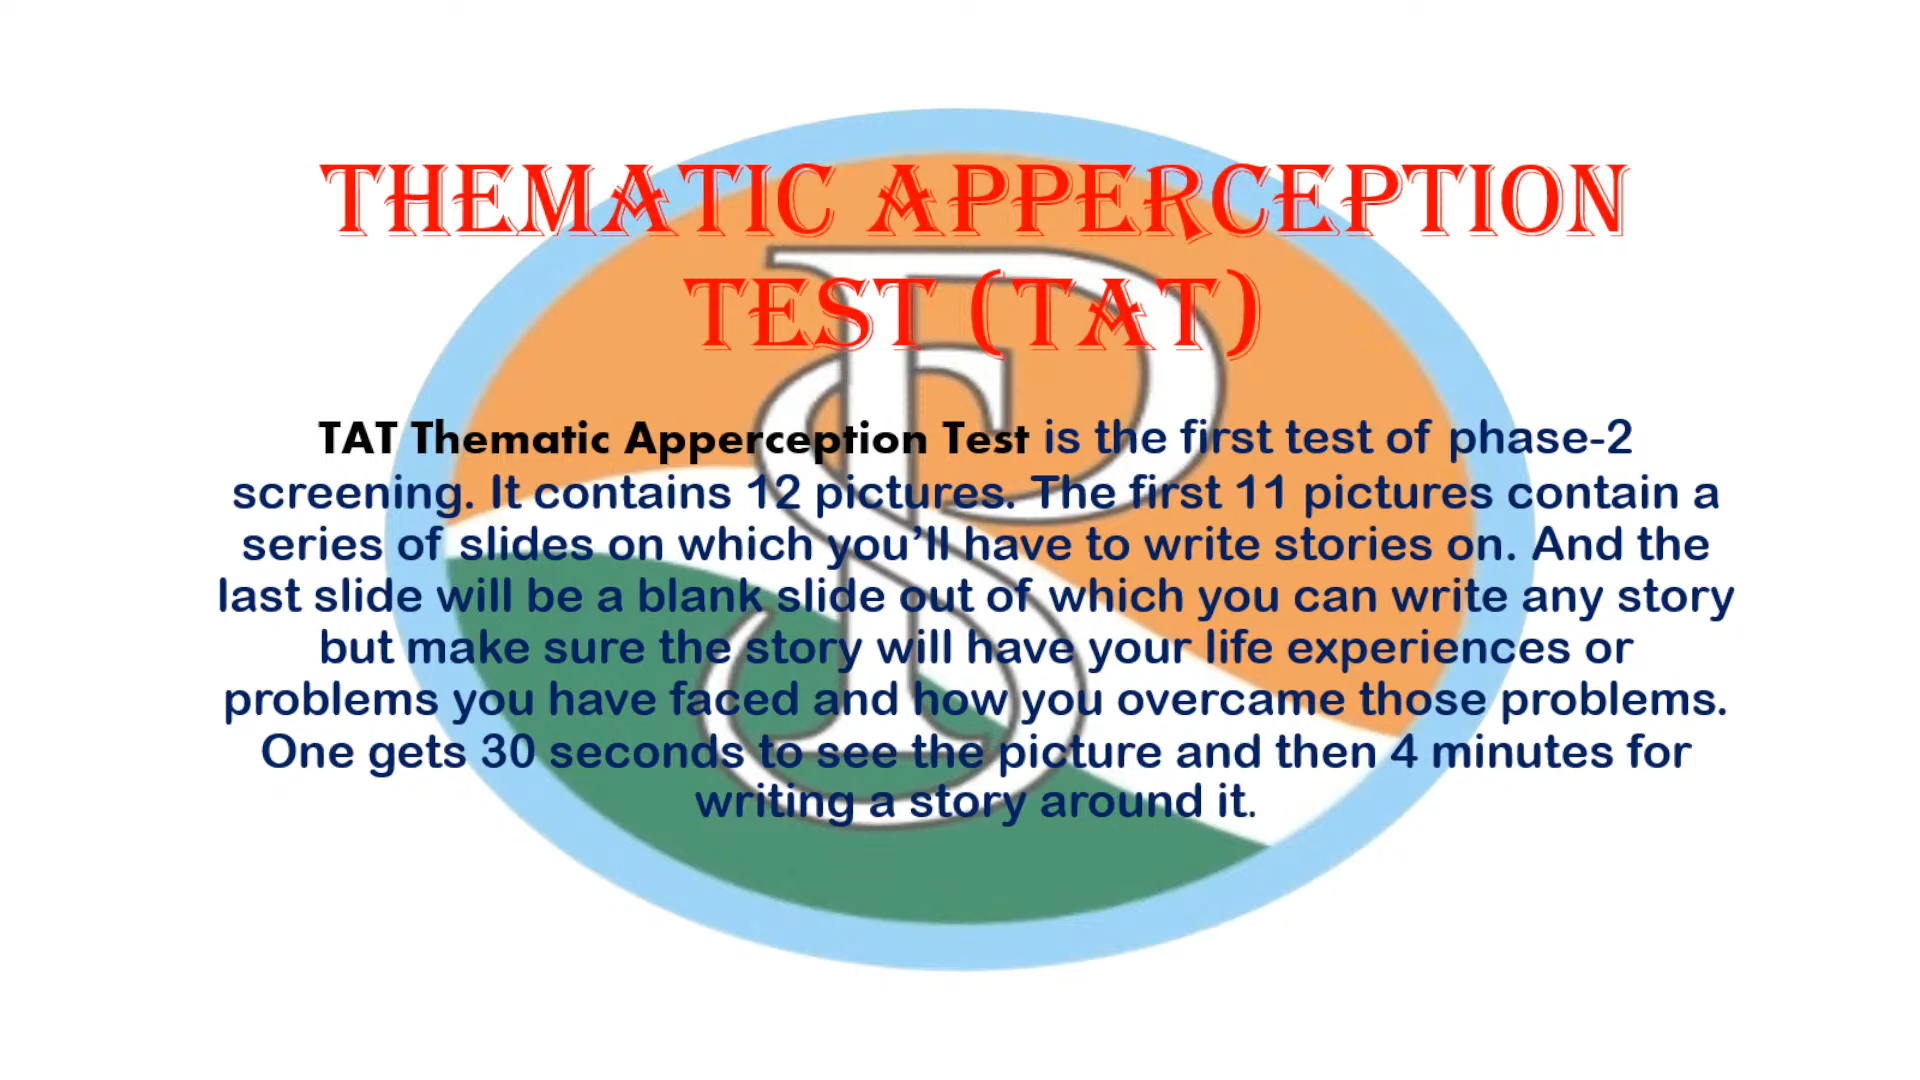 THEMATIC APPERCEPTION
TEST (TAT)
TAT Thematic Apperception Test is the first test of phase-2
screening. It contains 12 pictures. The first 11 pictures contain a
series of slides on which you’ll have to write stories on. And the
last slide will be a blank slide out of which you can write any story
but make sure the story will have your life experiences or
problems you have faced and how you overcame those problems.
One gets 30 seconds to see the picture and then 4 minutes for
writing a story around it.